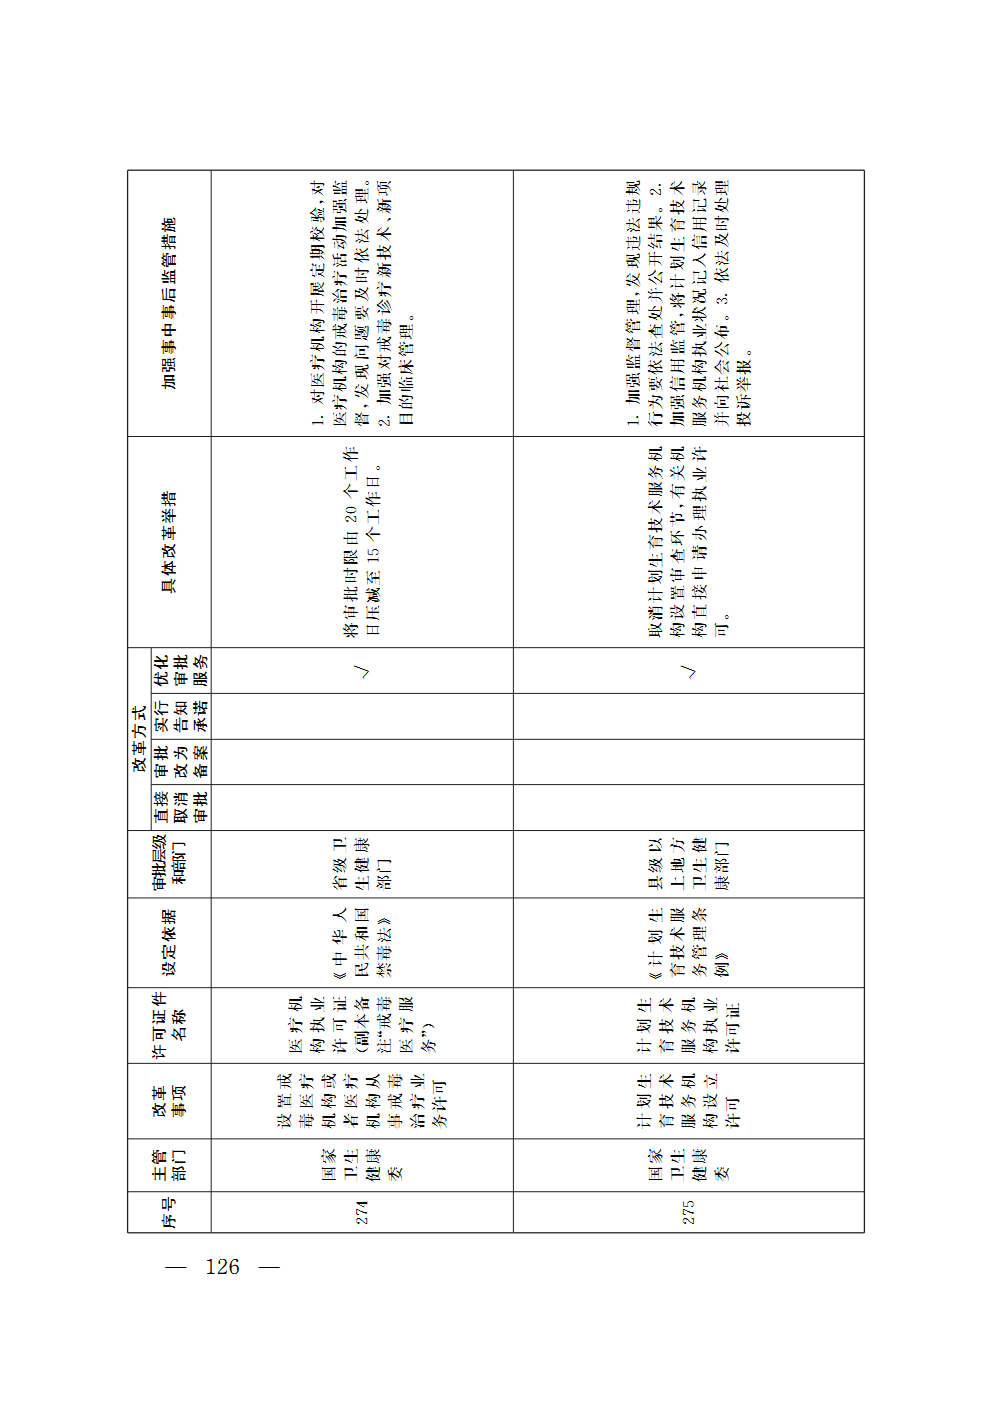 序号
主管
部门
改革
事项
许可证件
名称
设定依据
审批层级
和部门
改革方式
直接
取消
审批
审批
改为
备案
实行
告知
承诺
优化
审批
服务
具体改革举措
加强事中事后监管措施
274
国家
卫生
健康
委
设置戒
毒医疗
机构或
者医疗
机构从
事戒毒
治疗业
务许可
医疗机
构执业
许可证
(副本备
注“戒毒
医疗服
务”)
《中华人
民共和国
禁毒法》
省级卫
生健康
部门
√
将审批时限由 20 个工作
日压减至 15 个工作日。
1. 对医疗机构开展定期校验,对
医疗机构的戒毒治疗活动加强监
督,发现问题要及时依法处理。
2. 加强对戒毒诊疗新技术、新项
目的临床管理。
275
国家
卫生
健康
委
计划生
育技术
服务机
构设立
许可
计划生
育技术
服务机
构执业
许可证
《计划生
育技术服
务管理条
例》
县级以
上地方
卫生健
康部门
√
取消计划生育技术服务机
构设置审查环节,有关机
构直接申请办理执业许
可。
1. 加强监督管理,发现违法违规
行为要依法查处并公开结果。2.
加强信用监管,将计划生育技术
服务机构执业状况记入信用记录
并向社会公布。3. 依法及时处理
投诉举报。
— 126 —